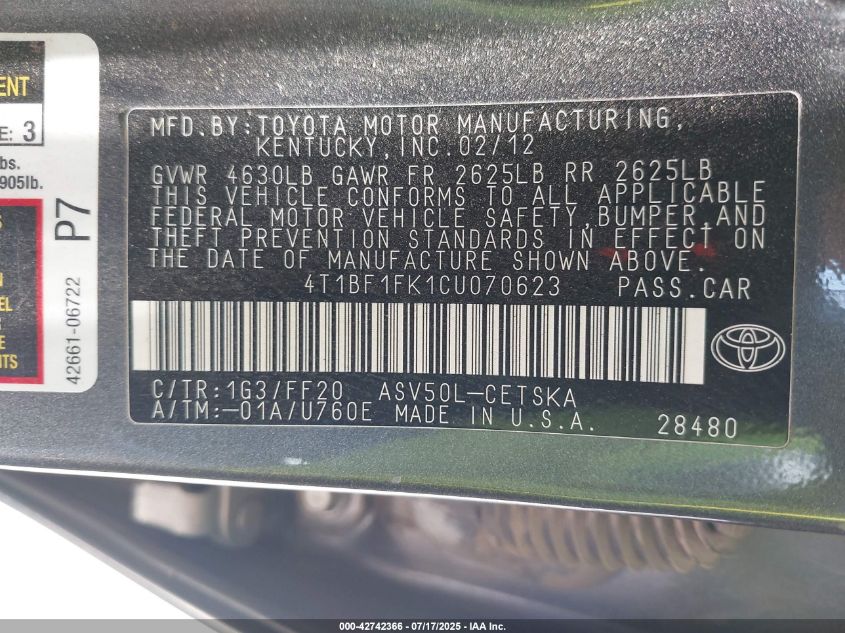 ENT
E: 3
bs.
905lb.
S
N
EL
R
E
NTS
P7
42661-06722
MFD. BY: TOYOTA MOTOR MANUFACTURING,
KENTUCKY, INC. 02/12
GVWR 4630LB GAWR FR 2625LB RR 2625LB
THIS VEHICLE CONFORMS TO ALL APPLICABLE
FEDERAL MOTOR VEHICLE SAFETY, BUMPER, AND
THEFT PREVENTION STANDARDS IN EFFECT ON
THE DATE OF MANUFACTURE SHOWN ABOVE.
4T1BF1FK1CU070623 PASS.CAR
C/TR: 1G3/FF20 ASV50L-CETSKA
A/TM:-01A/U760E MADE IN U.S.A. 28480
000-42742366 - 07/17/2025 - IAA Inc.